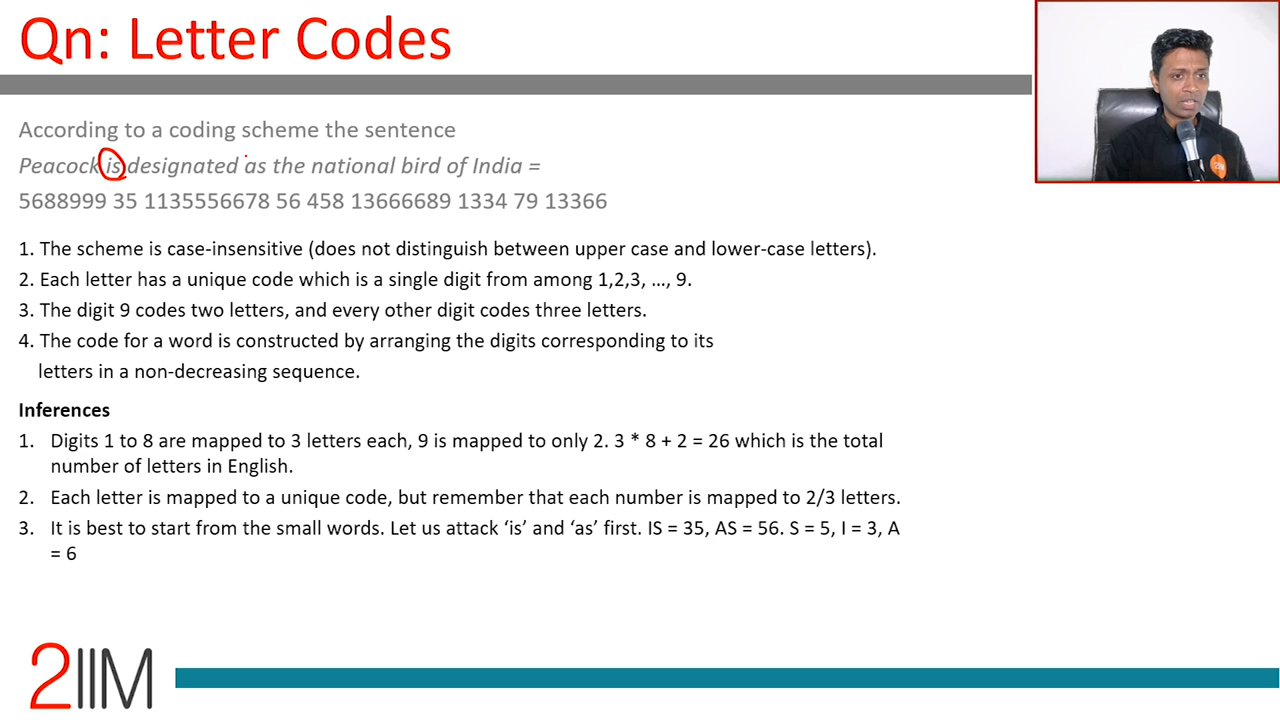 Qn: Letter Codes
According to a coding scheme the sentence
Peacock is designated as the national bird of India =
5688999 35 1135556678 56 458 13666689 1334 79 13366
1. The scheme is case-insensitive (does not distinguish between upper case and lower-case letters).
2. Each letter has a unique code which is a single digit from among 1,2,3, ..., 9.
3. The digit 9 codes two letters, and every other digit codes three letters.
4. The code for a word is constructed by arranging the digits corresponding to its
letters in a non-decreasing sequence.
Inferences
1. Digits 1 to 8 are mapped to 3 letters each, 9 is mapped to only 2. 3 * 8 + 2 = 26 which is the total
number of letters in English.
2. Each letter is mapped to a unique code, but remember that each number is mapped to 2/3 letters.
3. It is best to start from the small words. Let us attack ‘is’ and ‘as’ first. IS = 35, AS = 56. S = 5, I = 3, A
= 6
2IIM